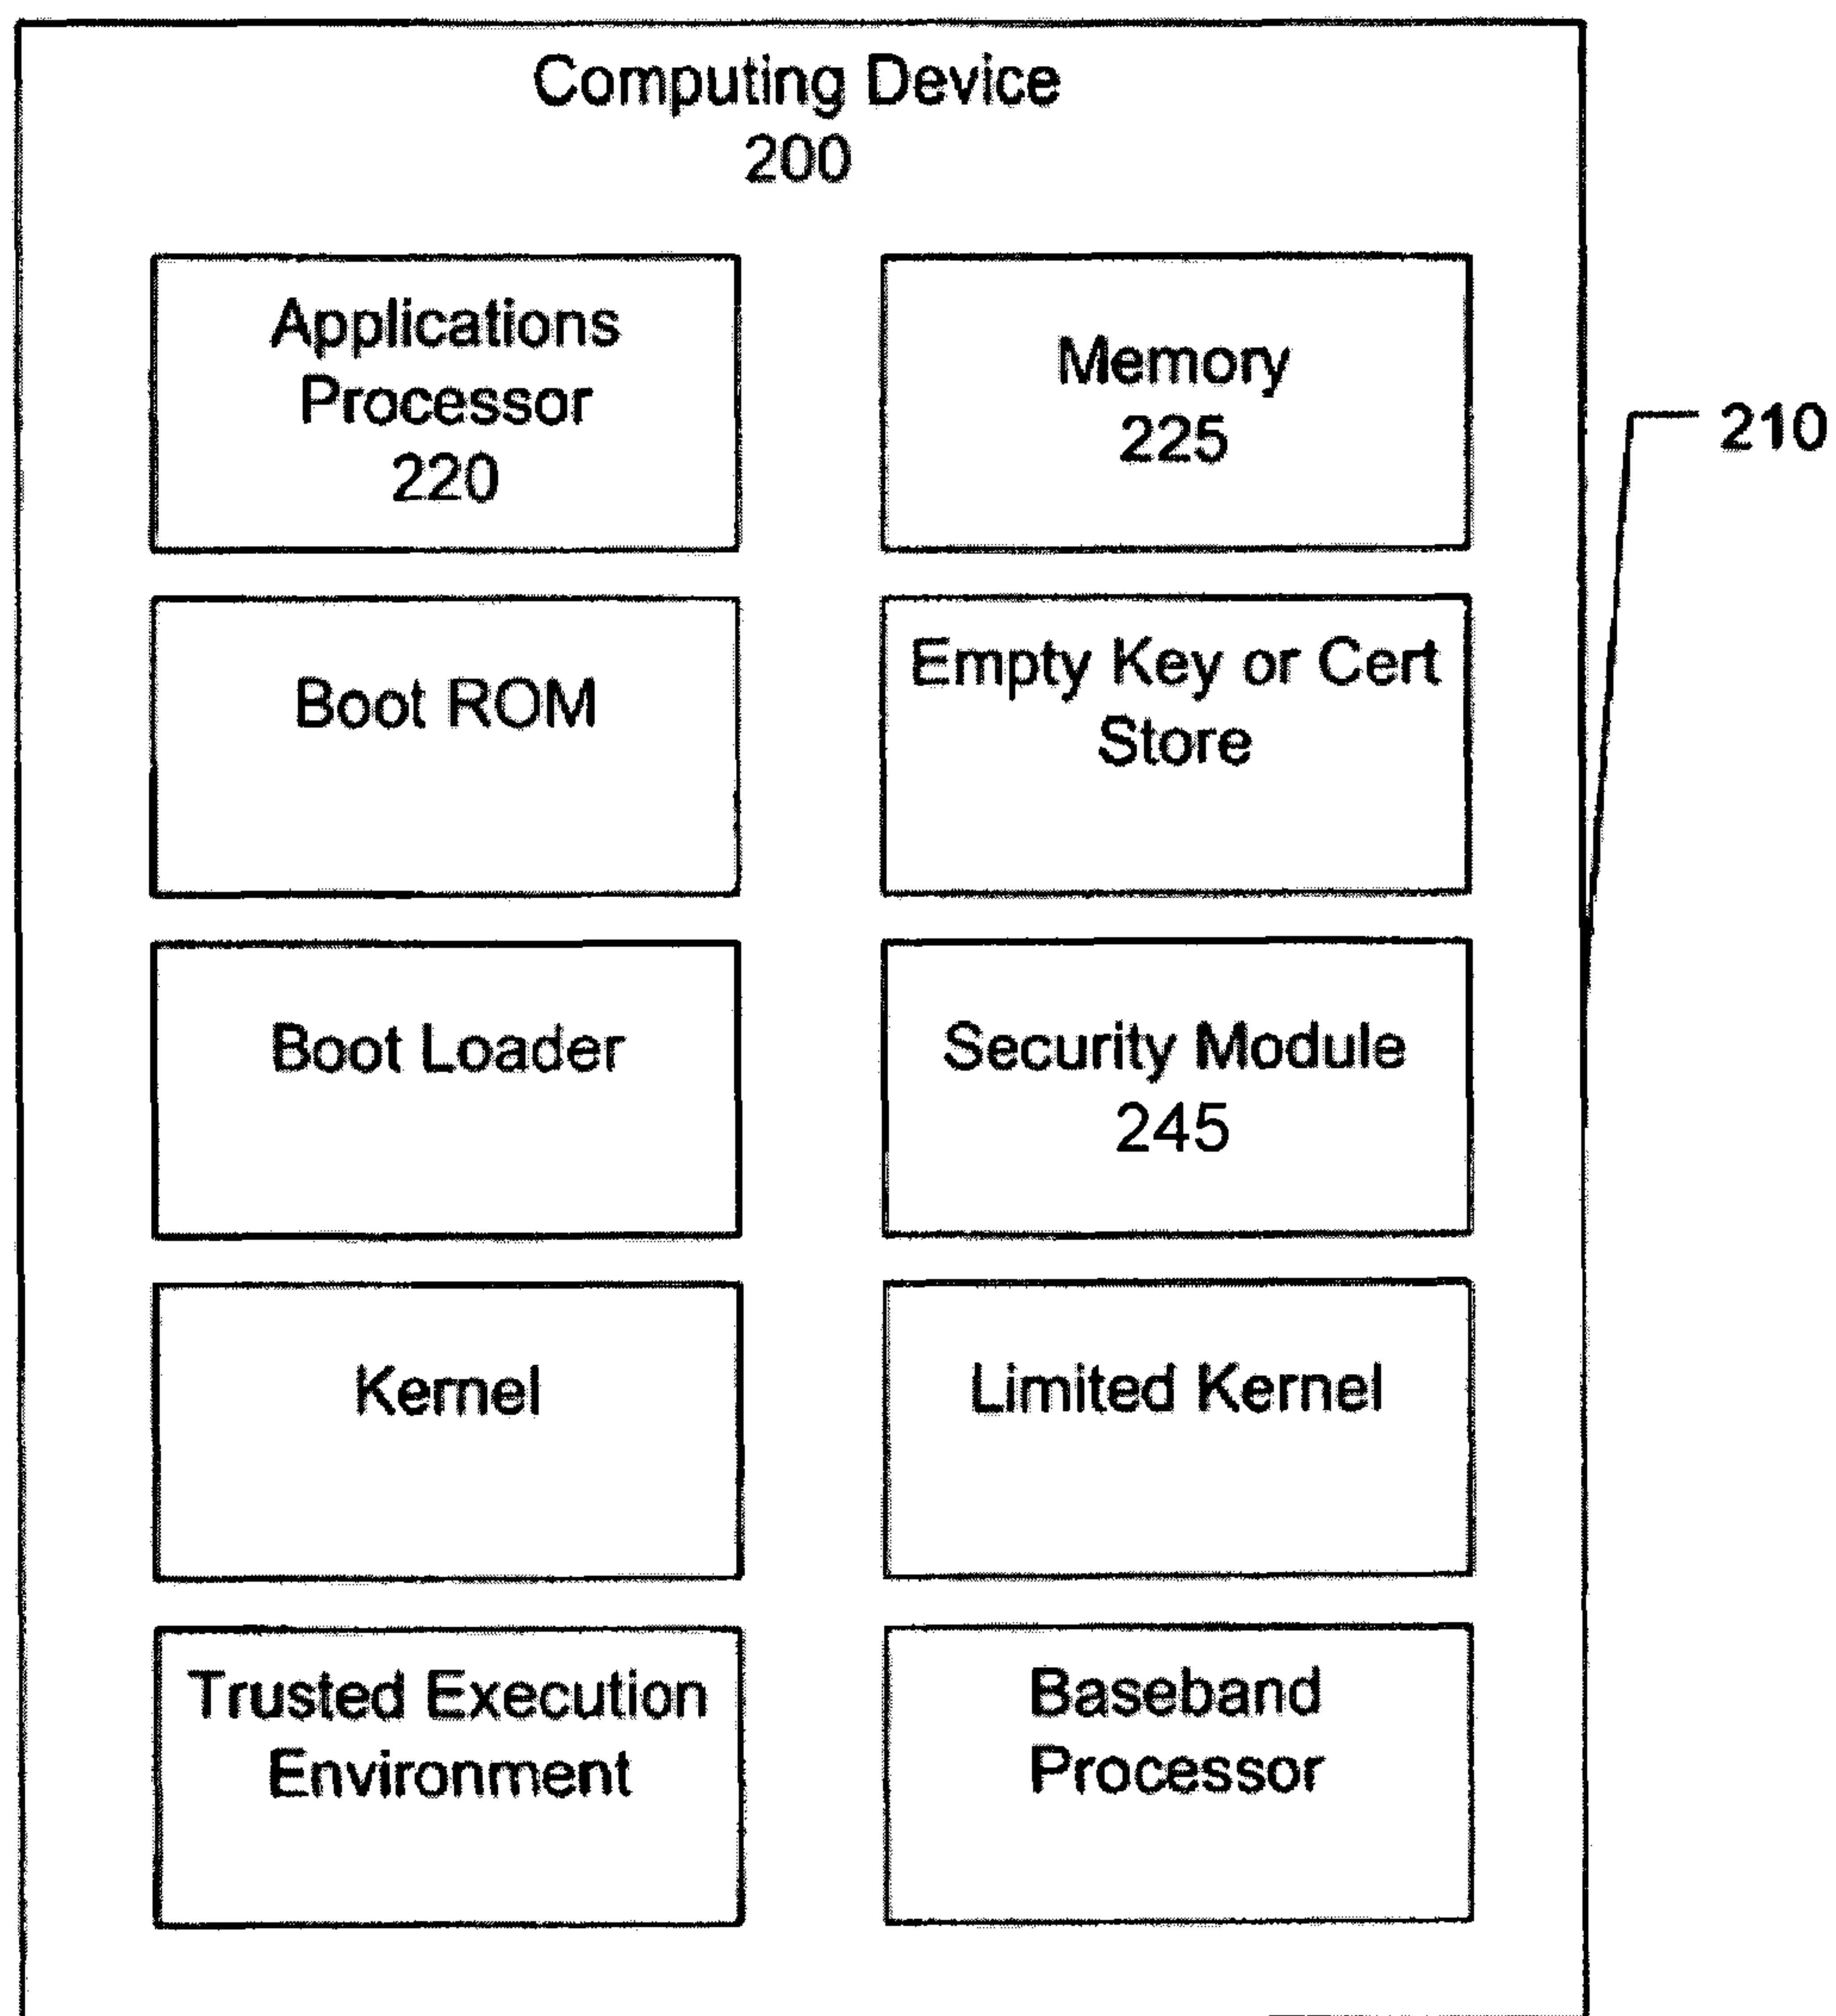 Computing Device
200
Applications
Processor
220
Memory
225
210
Boot ROM
Empty Key or Cert
Store
Boot Loader
Security Module
245
Kernel
Limited Kernel
Trusted Execution
Environment
Baseband
Processor